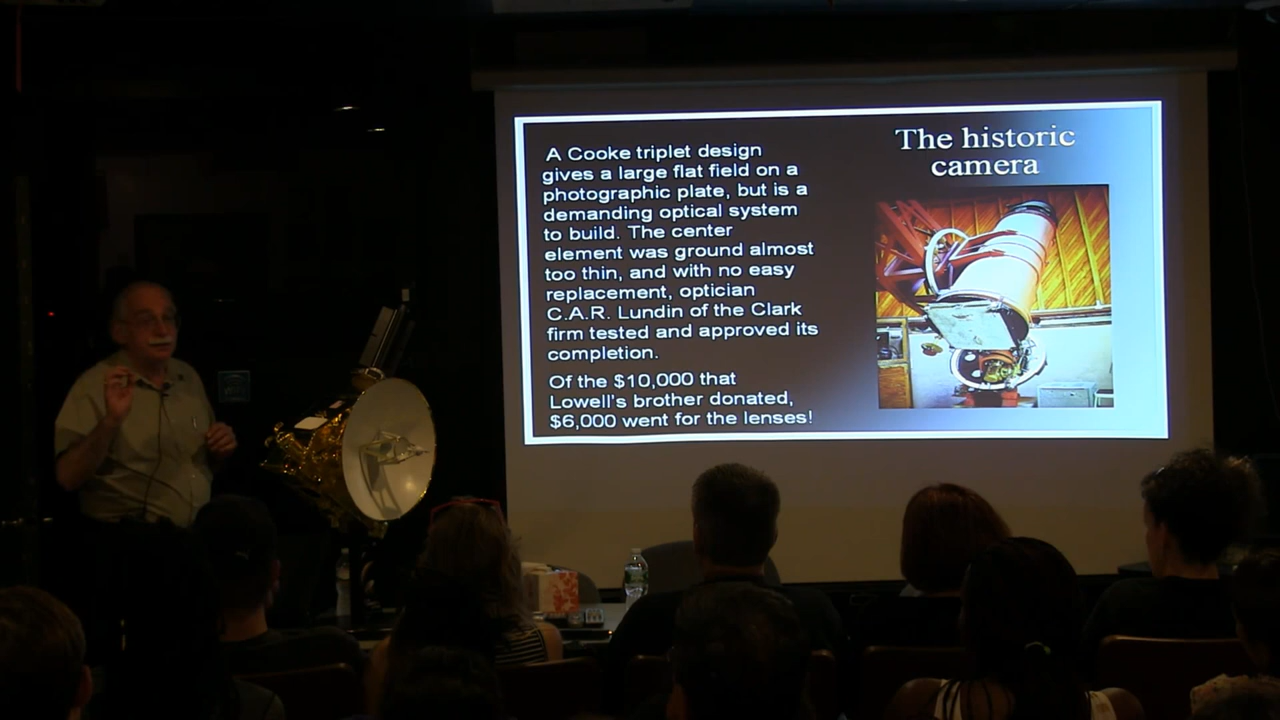 The historic
camera
A Cooke triplet design
gives a large flat field on a
photographic plate, but is a
demanding optical system
to build. The center
element was ground almost
too thin, and with no easy
replacement, optician
C.A.R. Lundin of the Clark
firm tested and approved its
completion.
Of the $10,000 that
Lowell's brother donated,
$6,000 went for the lenses!